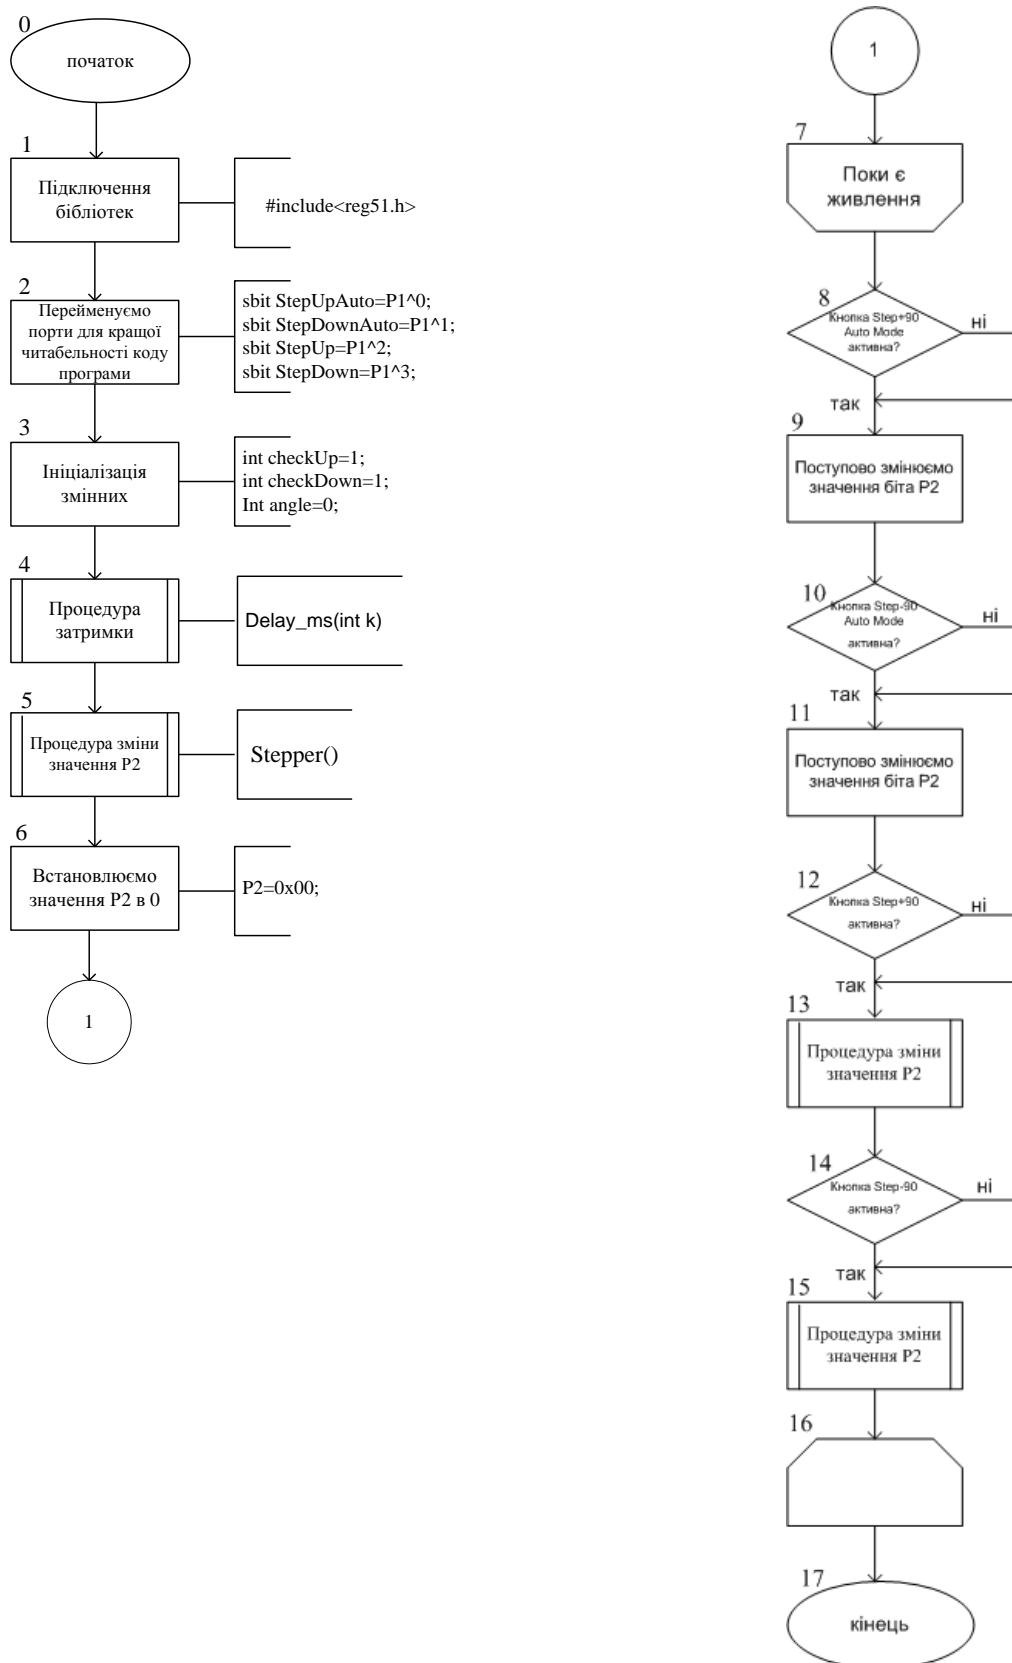 0
початок
1
Підключення
бібліотек
#include<reg51.h>
2
Перейменуємо
порти для кращої
читабельності коду
програми
sbit StepUpAuto=P1^0;
sbit StepDownAuto=P1^1;
sbit StepUp=P1^2;
sbit StepDown=P1^3;
3
Ініціалізація
змінних
int checkUp=1;
int checkDown=1;
Int angle=0;
4
Процедура
затримки
Delay_ms(int k)
5
Процедура зміни
значення P2
Stepper()
6
Встановлюємо
значення P2 в 0
P2=0x00;
1
1
7
Поки є
живлення
8
Кнопка Step+90
Auto Mode
активна?
ні
так
9
Поступово змінюємо
значення біта P2
10
Кнопка Step-90
Auto Mode
активна?
ні
так
11
Поступово змінюємо
значення біта P2
12
Кнопка Step+90
активна?
ні
так
13
Процедура зміни
значення P2
14
Кнопка Step-90
активна?
ні
так
15
Процедура зміни
значення P2
16
17
кінець